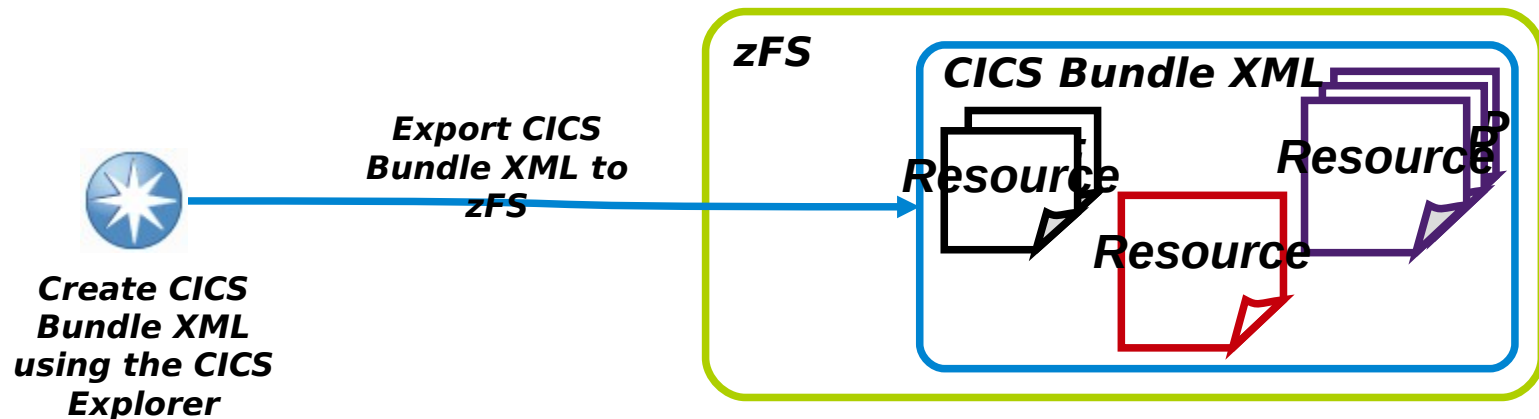 zFS
CICS Bundle XML
Export CICS
Bundle XML to
zFS
Resource
Resource
Resource
Create CICS
Bundle XML
using the CICS
Explorer